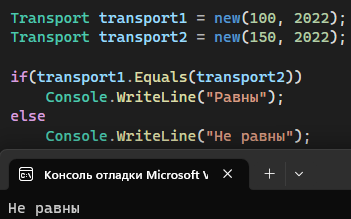 Transport transport1 = new(100, 2022);
Transport transport2 = new(150, 2022);
if(transport1.Equals(transport2))
Console.WriteLine("Равны");
else
Console.WriteLine("Не равны");
Консоль отладки Microsoft V
Не равны